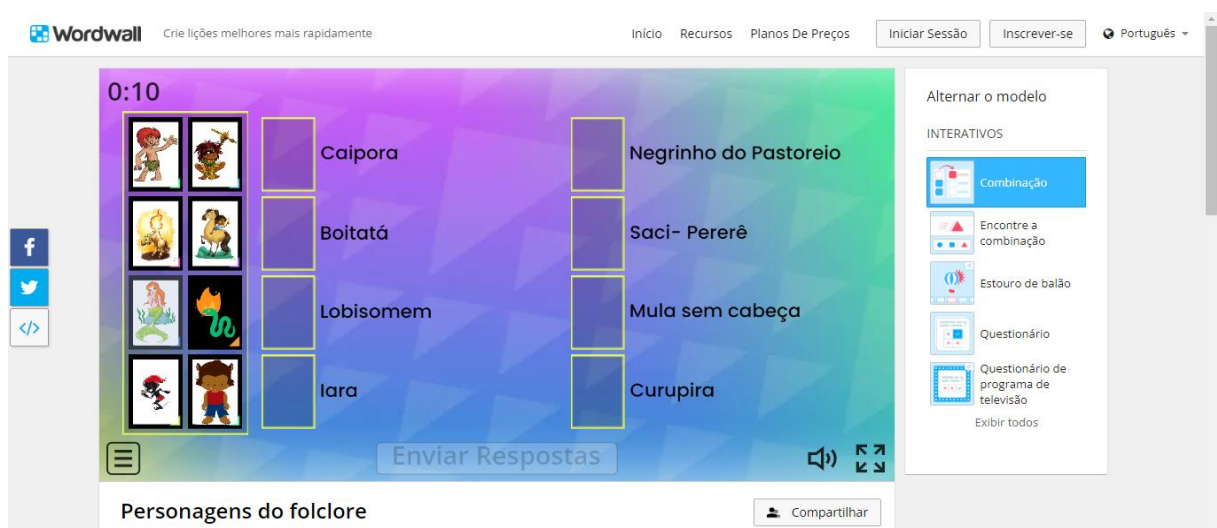 Wordwall Crie lições melhores mais rapidamente Início Recursos Planos De Preços Iniciar Sessão Inscrever-se Português
0:10
Caipora
Negrinho do Pastoreio
Boitatá
Saci- Pererê
Lobisomem
Mula sem cabeça
Iara
Curupira
Enviar Respostas
Personagens do folclore
Compartilhar
Alternar o modelo
INTERATIVOS
Combinação
Encontre a
combinação
Estouro de balão
Questionário
Questionário de
programa de
televisão
Exibir todos
f
</>